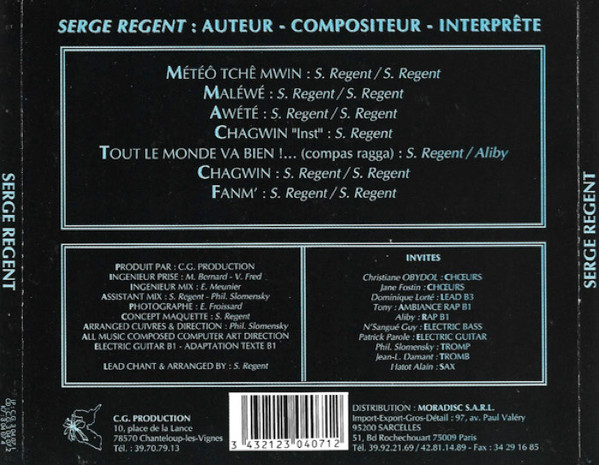 SERGE REGENT : AUTEUR - COMPOSITEUR - INTERPRÊTE
MÉTÉÔ TCHÊ MWIN : S. Regent / S. Regent
MALÉWÉ : S. Regent / S. Regent
AWÉTÉ : S. Regent / S. Regent
CHAGWIN "Inst" : S. Regent
TOUT LE MONDE VA BIEN !... (compas ragga) : S. Regent / Aliby
CHAGWIN : S. Regent / S. Regent
FANM' : S. Regent / S. Regent
SERGE REGENT
SERGE REGENT
PRODUIT PAR : C.G. PRODUCTION
INGENIEUR PRISE : M. Bernard - V. Fred
INGENIEUR MIX : E. Meunier
ASSISTANT MIX : S. Regent - Phil. Slomensky
PHOTOGRAPHE : E. Froissard
CONCEPT MAQUETTE : S. Regent
ARRANGED CUIVRES & DIRECTION : Phil. Slomensky
ALL MUSIC COMPOSED COMPUTER ART DIRECTION
ELECTRIC GUITAR B1 - ADAPTATION TEXTE B1
LEAD CHANT & ARRANGED BY : S. Regent
INVITES
Christiane OBYDOL : CHŒURS
Jane Fostin : CHŒURS
Dominique Lorté : LEAD B3
Tony : AMBIANCE RAP B1
Aliby : RAP B1
N'Sangué Guy : ELECTRIC BASS
Patrick Parole : ELECTRIC GUITAR
Phil. Slomensky : TROMP
Jean-L. Damant : TROMB
Hatot Alain : SAX
C.G. PRODUCTION
10, place de la Lance
78570 Chanteloup-les-Vignes
Tél. : 39.70.79.13
3 432123 040712
DISTRIBUTION : MORADISC S.A.R.L.
Import-Export-Gros-Détail : 97, av. Paul Valéry
95200 SARCELLES
51, Bd Rochechouart 75009 Paris
Tél. 39.92.21.69 / 42.81.14.89 - Fax : 34 29 16 85